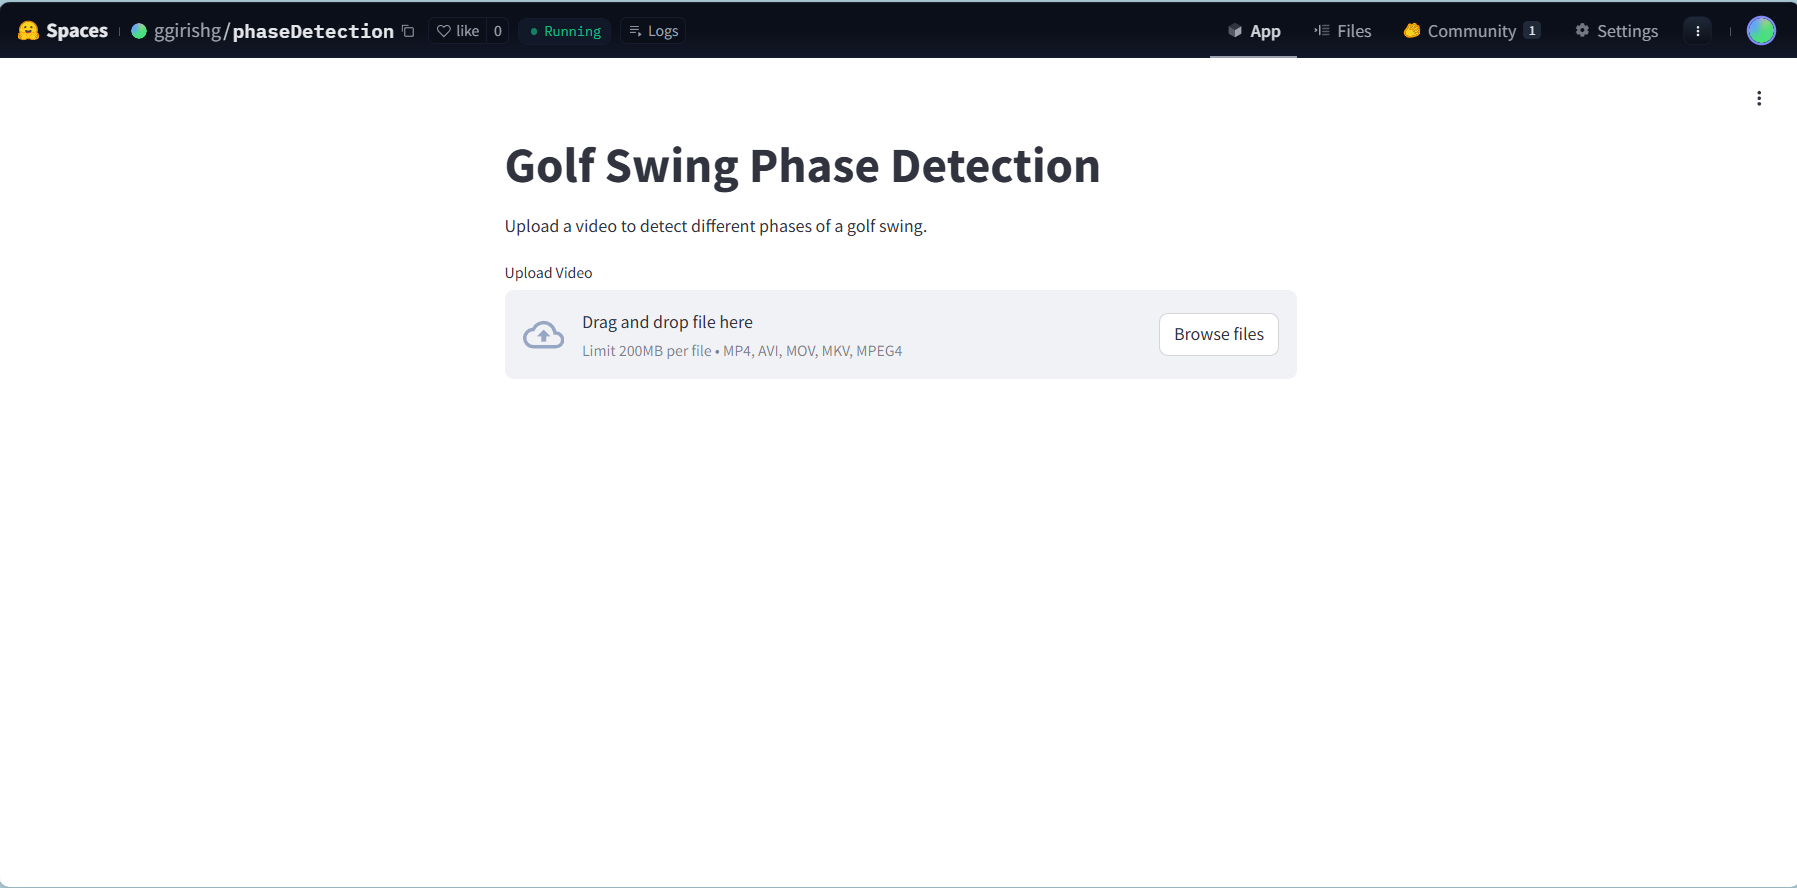 Spaces ggirishg/phaseDetection like 0 Running Logs App Files Community 1 Settings
Golf Swing Phase Detection
Upload a video to detect different phases of a golf swing.
Upload Video
Drag and drop file here
Limit 200MB per file • MP4, AVI, MOV, MKV, MPEG4
Browse files